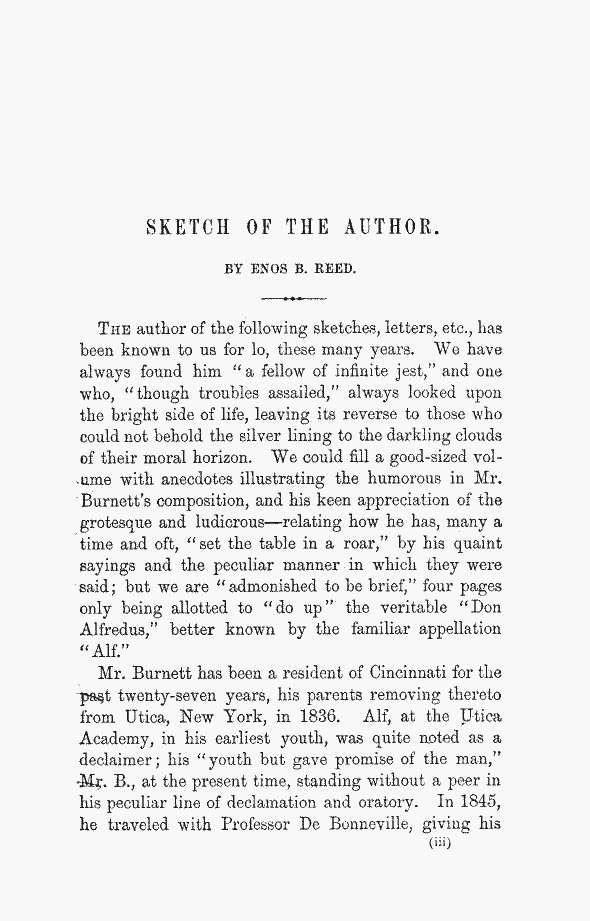 SKETCH OF THE AUTHOR.
BY ENOS B. REED.
THE author of the following sketches, letters, etc., has
been known to us for lo, these many years. We have
always found him "a fellow of infinite jest," and one
who, "though troubles assailed," always looked upon
the bright side of life, leaving its reverse to those who
could not behold the silver lining to the darkling clouds
of their moral horizon. We could fill a good-sized vol-
ume with anecdotes illustrating the humorous in Mr.
Burnett's composition, and his keen appreciation of the
grotesque and ludicrous—relating how he has, many a
time and oft, "set the table in a roar," by his quaint
sayings and the peculiar manner in which they were
said; but we are "admonished to be brief," four pages
only being allotted to "do up" the veritable "Don
Alfredus," better known by the familiar appellation
"Alf."
Mr. Burnett has been a resident of Cincinnati for the
past twenty-seven years, his parents removing thereto
from Utica, New York, in 1836. Alf, at the Utica
Academy, in his earliest youth, was quite noted as a
declaimer; his "youth but gave promise of the man,"
Mr. B., at the present time, standing without a peer in
his peculiar line of declamation and oratory. In 1845,
he traveled with Professor De Bonneville, giving his
(iii)